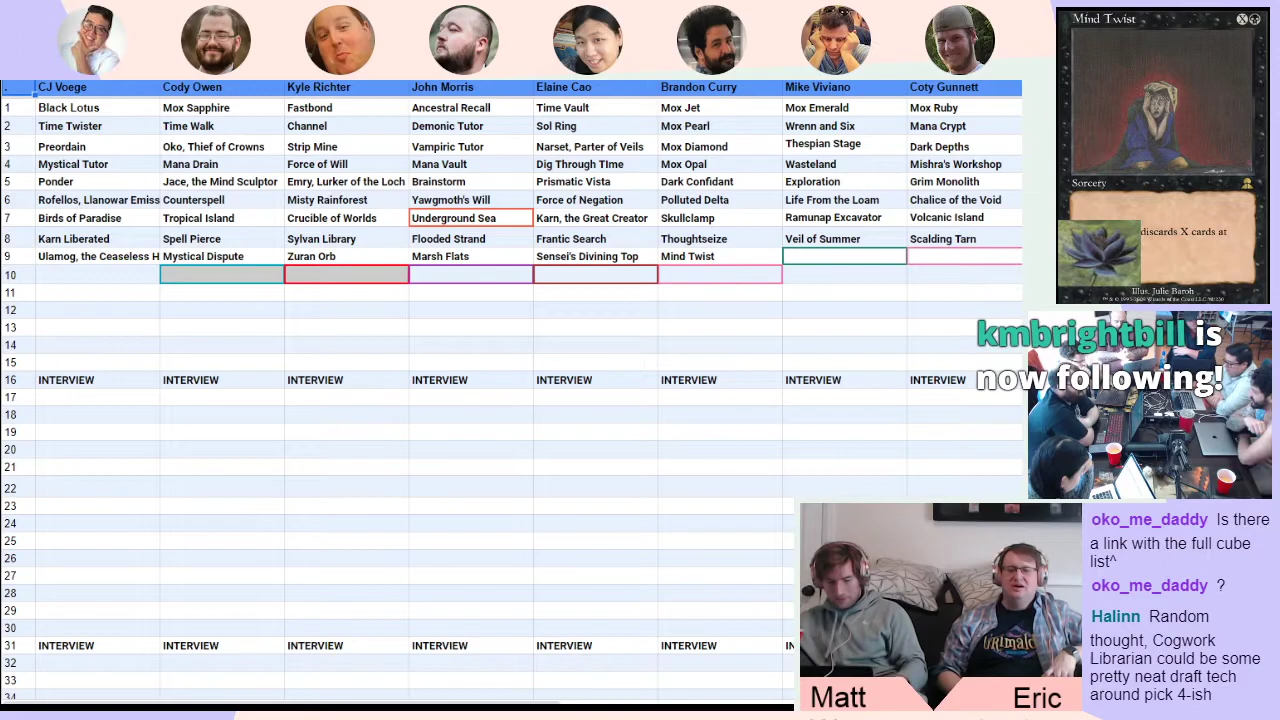 Mind Twist
X
Sorcery
discards X cards at
Illus. Julie Baroh
. CJ Voege Cody Owen Kyle Richter John Morris Elaine Cao Brandon Curry Mike Viviano Coty Gunnett
1 Black Lotus Mox Sapphire Fastbond Ancestral Recall Time Vault Mox Jet Mox Emerald Mox Ruby
2 Time Twister Time Walk Channel Demonic Tutor Sol Ring Mox Pearl Wrenn and Six Mana Crypt
3 Preordain Oko, Thief of Crowns Strip Mine Vampiric Tutor Narset, Parter of Veils Mox Diamond Thespian Stage Dark Depths
4 Mystical Tutor Mana Drain Force of Will Mana Vault Dig Through TIme Mox Opal Wasteland Mishra's Workshop
5 Ponder Jace, the Mind Sculptor Emry, Lurker of the Loch Brainstorm Prismatic Vista Dark Confidant Exploration Grim Monolith
6 Rofellos, Llanowar Emiss Counterspell Misty Rainforest Yawgmoth's Will Force of Negation Polluted Delta Life From the Loam Chalice of the Void
7 Birds of Paradise Tropical Island Crucible of Worlds Underground Sea Karn, the Great Creator Skullclamp Ramunap Excavator Volcanic Island
8 Karn Liberated Spell Pierce Sylvan Library Flooded Strand Frantic Search Thoughtseize Veil of Summer Scalding Tarn
9 Ulamog, the Ceaseless H Mystical Dispute Zuran Orb Marsh Flats Sensei's Divining Top Mind Twist
10
11
12
13
14
15
16 INTERVIEW INTERVIEW INTERVIEW INTERVIEW INTERVIEW INTERVIEW INTERVIEW INTERVIEW
17
18
19
20
21
22
23
24
25
26
27
28
29
30
31 INTERVIEW INTERVIEW INTERVIEW INTERVIEW INTERVIEW INTERVIEW IN
32
33
34
kmbrightbill is
now following!
Matt Eric
oko_me_daddy Is there
a link with the full cube
list^
oko_me_daddy ?
Halinn Random
thought, Cogwork
Librarian could be some
pretty neat draft tech
around pick 4-ish